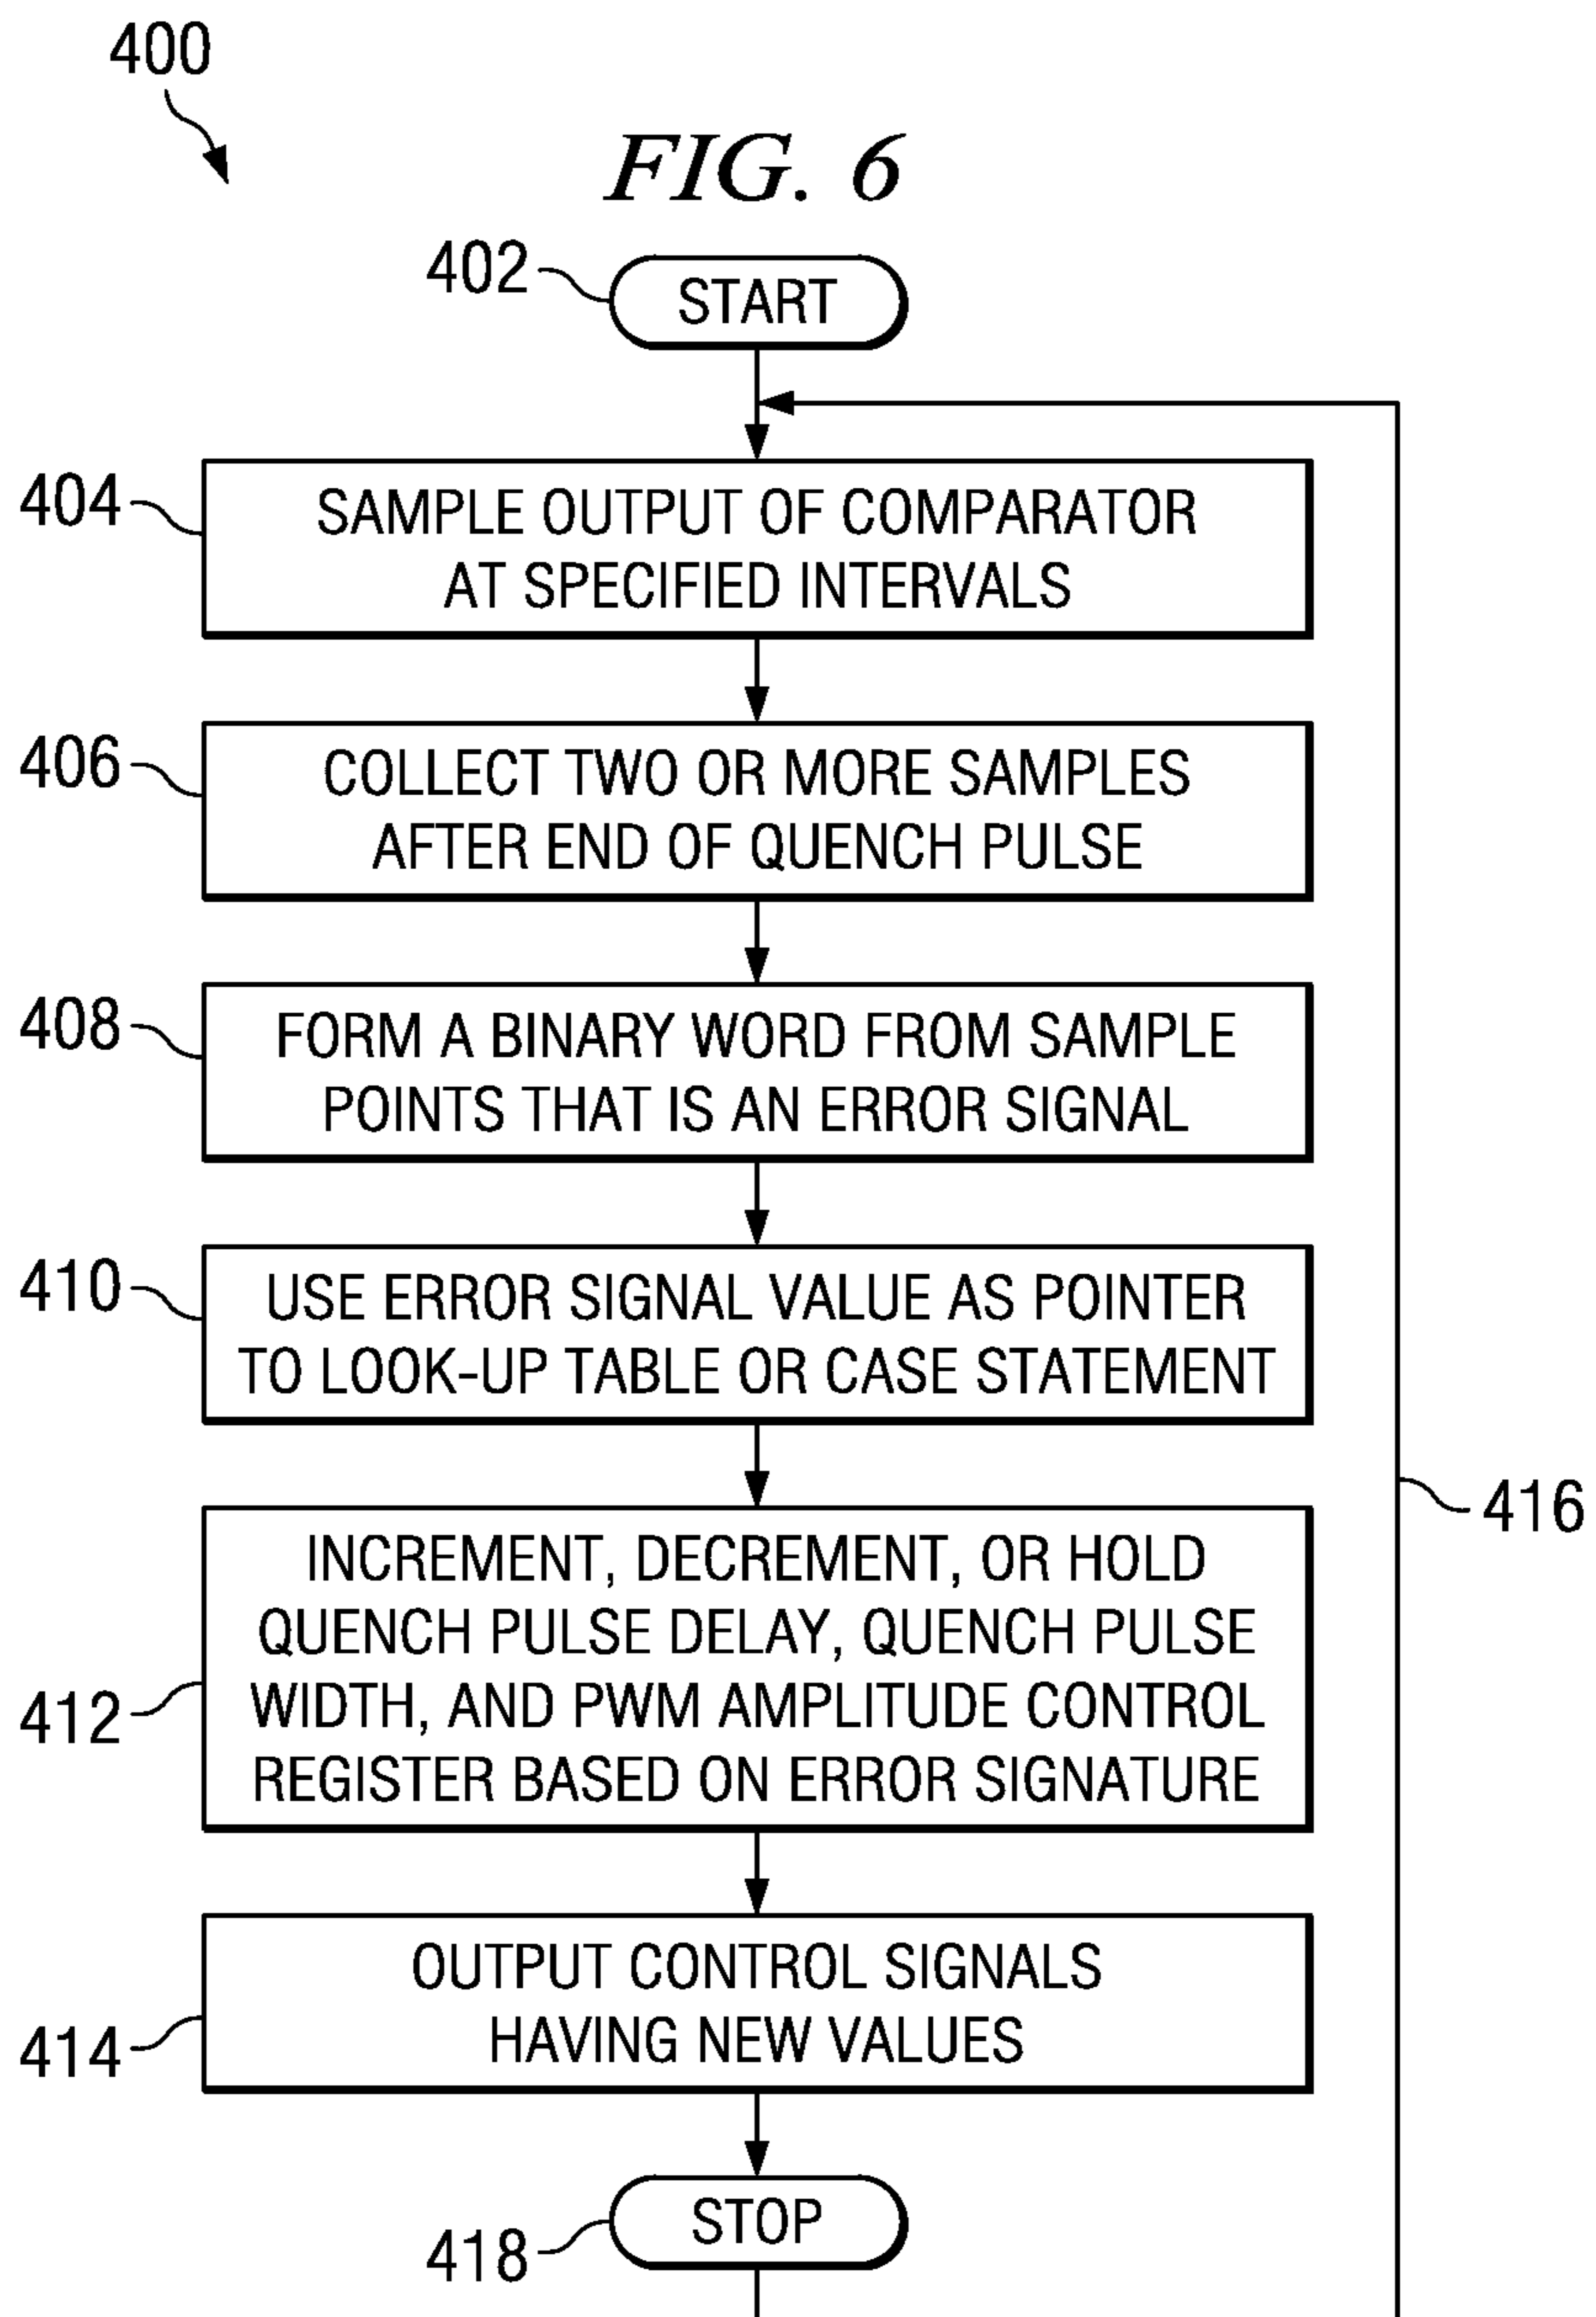 400
FIG. 6
402
START
404
SAMPLE OUTPUT OF COMPARATOR
AT SPECIFIED INTERVALS
406
COLLECT TWO OR MORE SAMPLES
AFTER END OF QUENCH PULSE
408
FORM A BINARY WORD FROM SAMPLE
POINTS THAT IS AN ERROR SIGNAL
410
USE ERROR SIGNAL VALUE AS POINTER
TO LOOK-UP TABLE OR CASE STATEMENT
412
INCREMENT, DECREMENT, OR HOLD
QUENCH PULSE DELAY, QUENCH PULSE
WIDTH, AND PWM AMPLITUDE CONTROL
REGISTER BASED ON ERROR SIGNATURE
416
414
OUTPUT CONTROL SIGNALS
HAVING NEW VALUES
418
STOP